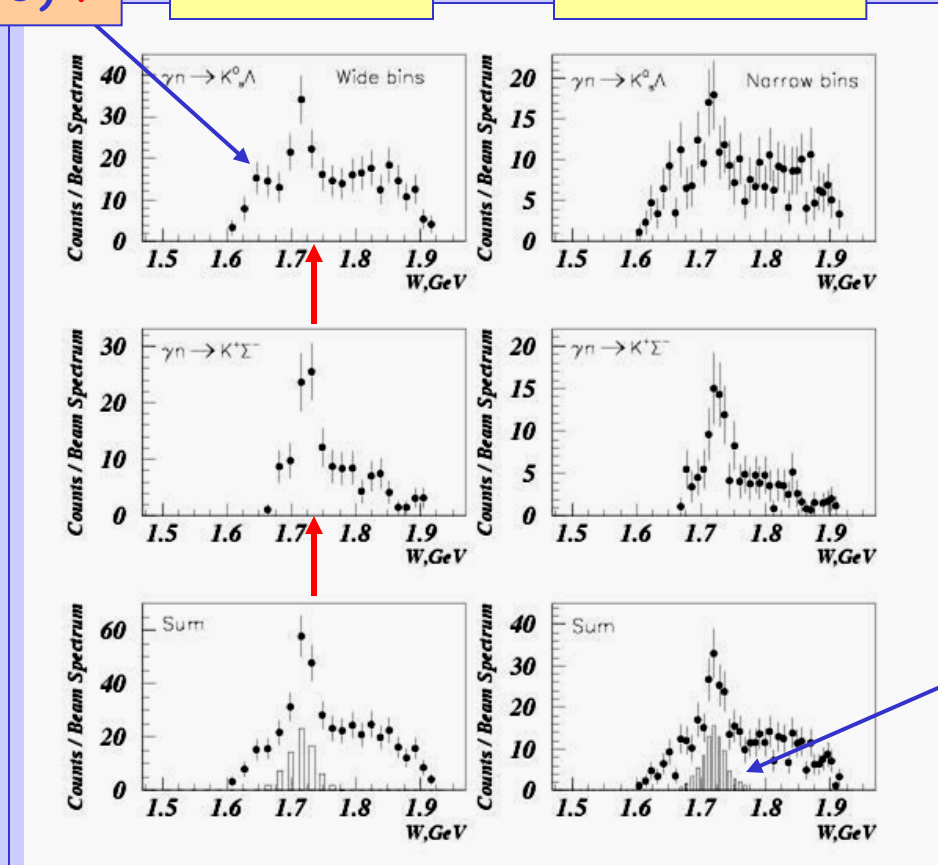 γn → K⁰ₛΛ Wide bins
Counts / Beam Spectrum
40
30
20
10
0
1.5 1.6 1.7 1.8 1.9
W,GeV
γn → K⁰ₛΛ Narrow bins
Counts / Beam Spectrum
20
15
10
5
0
1.5 1.6 1.7 1.8 1.9
W,GeV
γn → K⁺Σ⁻
Counts / Beam Spectrum
30
20
10
0
1.5 1.6 1.7 1.8 1.9
W,GeV
γn → K⁺Σ⁻
Counts / Beam Spectrum
20
15
10
5
0
1.5 1.6 1.7 1.8 1.9
W,GeV
Sum
Counts / Beam Spectrum
60
40
20
0
1.5 1.6 1.7 1.8 1.9
W,GeV
Sum
Counts / Beam Spectrum
40
30
20
10
0
1.5 1.6 1.7 1.8 1.9
W,GeV